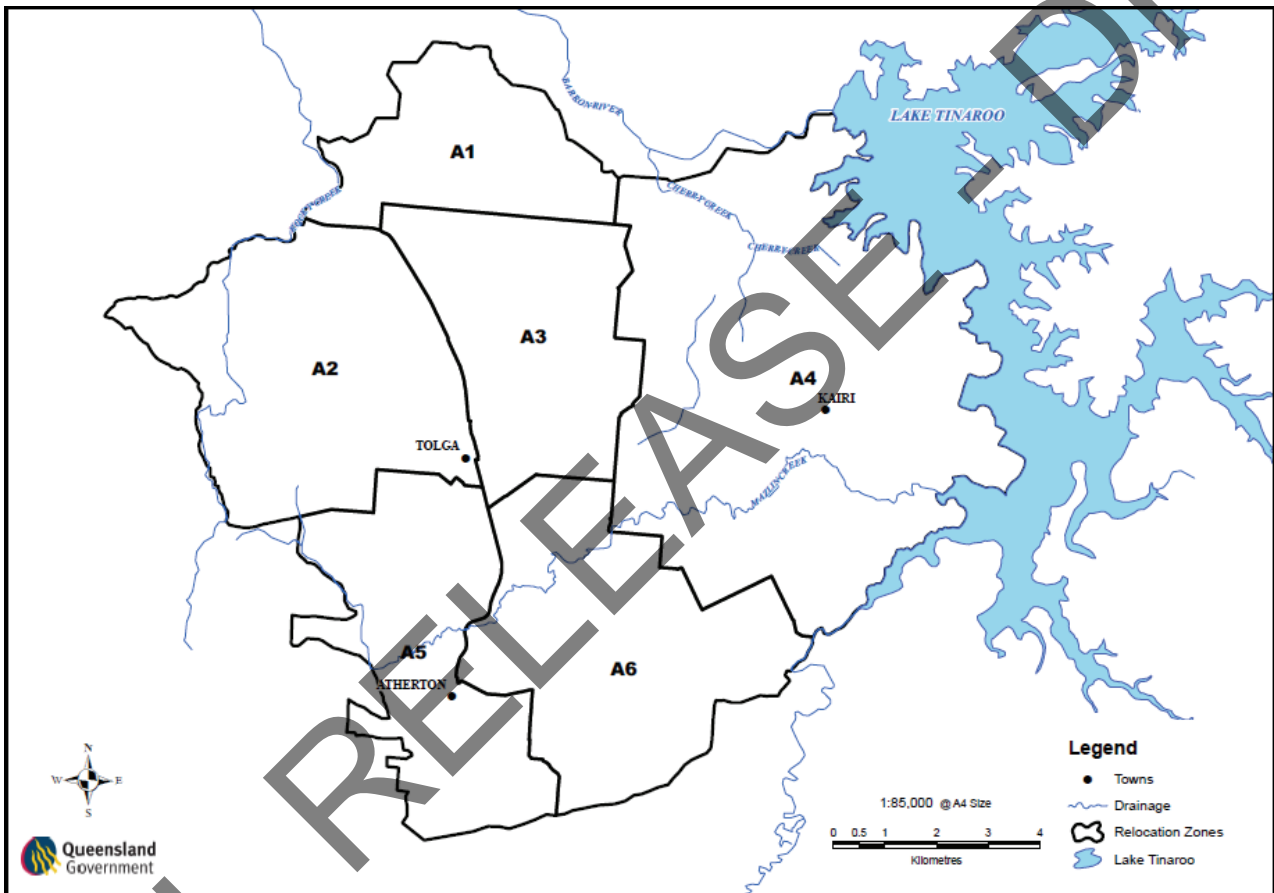 BARRON RIVER
LAKE TINAROO
A1
CHERRY CREEK
CHERRY CREEK
A3
A2
A4
KAIRI
TOLGA
MAZLIN CREEK
A5
A6
ATHERTON
RELEASE - D
N
W E
S
Queensland
Government
1:85,000 @ A4 Size
0 0.5 1 2 3 4
Kilometres
Legend
Towns
Drainage
Relocation Zones
Lake Tinaroo